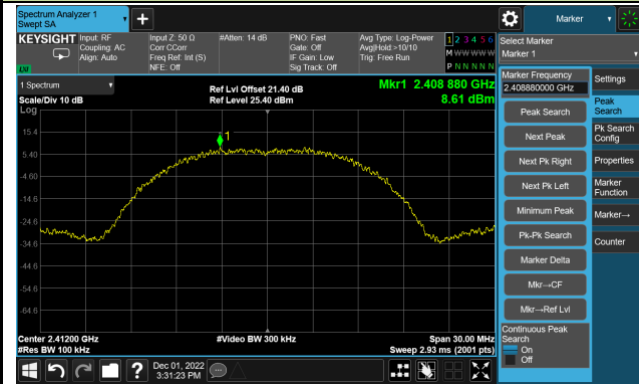 Spectrum Analyzer 1
Swept SA
Marker
KEYSIGHT
Input: RF
Coupling: AC
Align: Auto
Input Z: 50 Ω
Corr CCorr
Freq Ref: Int (S)
NFE: Off
#Atten: 14 dB
PNO: Fast
Gate: Off
IF Gain: Low
Sig Track: Off
Avg Type: Log-Power
Avg|Hold:>10/10
Trig: Free Run
1 2 3 4 5 6
M W W W W W
P N N N N N
Select Marker
Marker 1
1 Spectrum
Scale/Div 10 dB
Log
Ref Lvl Offset 21.40 dB
Ref Level 25.40 dBm
Mkr1 2.408 880 GHz
8.61 dBm
1
15.4
5.40
-4.60
-14.6
-24.6
-34.6
-44.6
-54.6
-64.6
Center 2.41200 GHz
#Res BW 100 kHz
#Video BW 300 kHz
Span 30.00 MHz
Sweep 2.93 ms (2001 pts)
Marker Frequency
2.408880000 GHz
Peak Search
Next Peak
Next Pk Right
Next Pk Left
Minimum Peak
Pk-Pk Search
Marker Delta
Mkr→CF
Mkr→Ref Lvl
Continuous Peak
Search
On
Off
Settings
Peak
Search
Pk Search
Config
Properties
Marker
Function
Marker→
Counter
Dec 01, 2022
3:31:23 PM